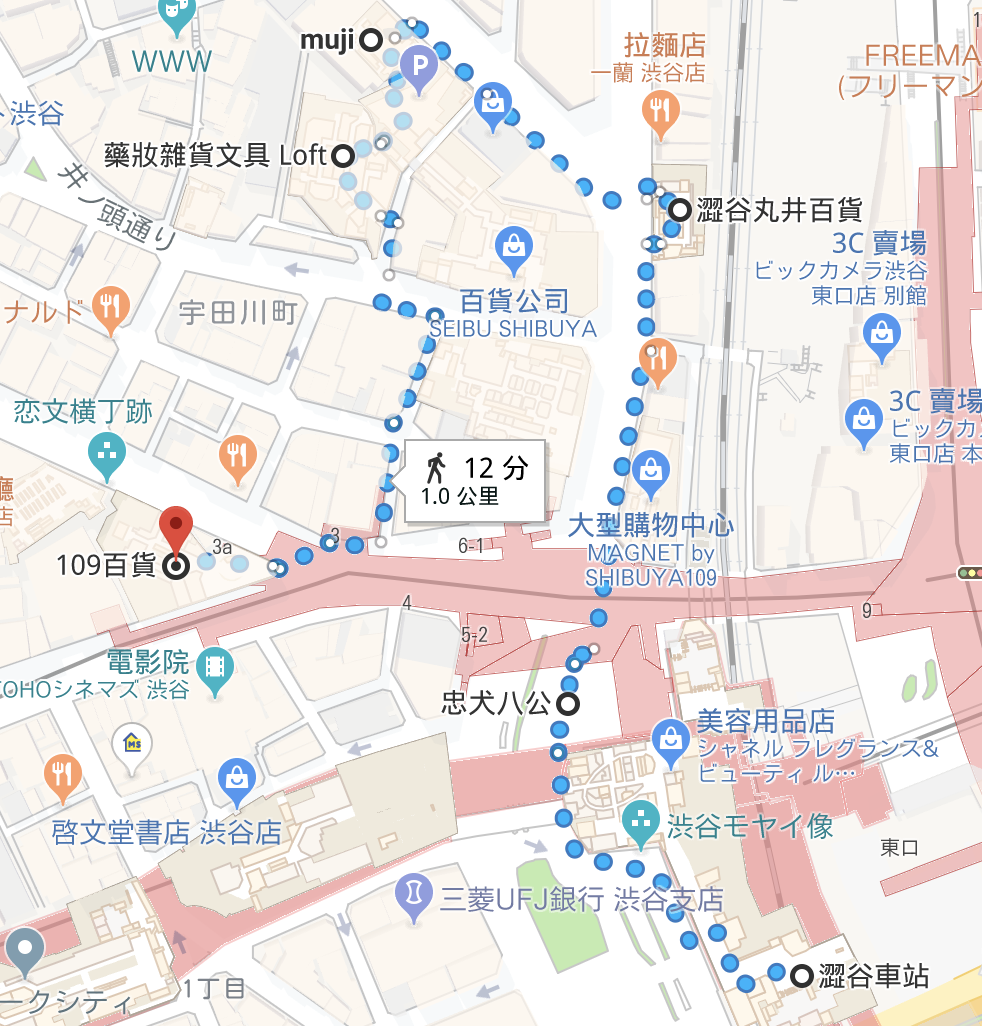 muji
WWW
拉麵店
一蘭 渋谷店
FREEMA
(フリーマン
ト渋谷
藥妝雜貨文具 Loft
井ノ頭通り
澀谷丸井百貨
3C 賣場
ビックカメラ渋谷
東口店 別館
百貨公司
SEIBU SHIBUYA
ナルド
宇田川町
恋文横丁跡
3C 賣場
ビックカ
東口店 本
12 分
1.0 公里
大型購物中心
MAGNET by
SHIBUYA109
廳
店
3
3a
6-1
109百貨
4
5-2
9
電影院
TOHOシネマズ 渋谷
忠犬八公
美容用品店
シャネル フレグランス&
ビューティ ル…
MS
啓文堂書店 渋谷店
渋谷モヤイ像
東口
三菱UFJ銀行 渋谷支店
澀谷車站
ークシティ
1丁目
P